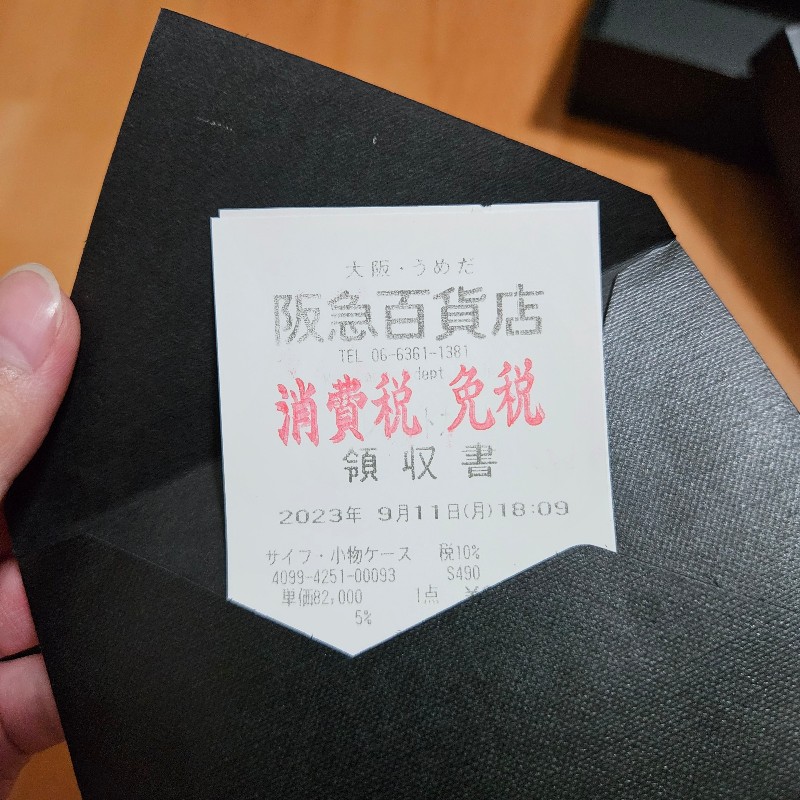 大阪・うめだ
阪急百貨店
TEL 06-6361-1381
dept
消費税 免税
領収書
2023年 9月11日(月)18:09
サイフ・小物ケース 税10%
4099-4251-00093 S490
単価82,000 1点
5%